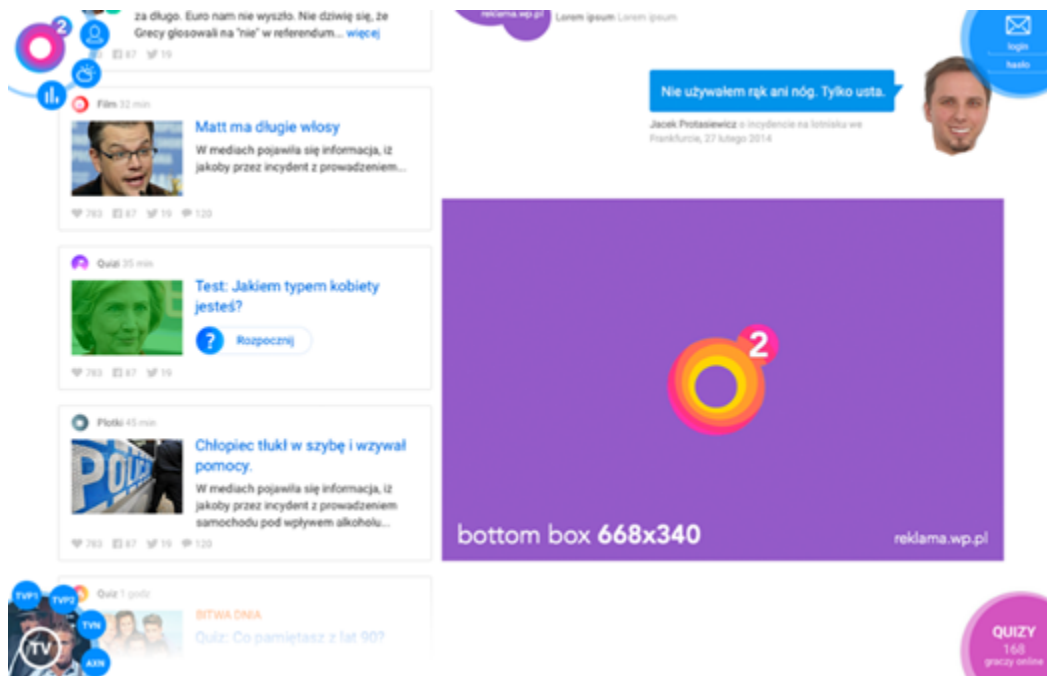 za długo. Euro nam nie wyszło. Nie dziwię się, że
Grecy głosowali na "nie" w referendum... więcej
87 19
2
Film 32 min
Matt ma długie włosy
W mediach pojawiła się informacja, iż
jakoby przez incydent z prowadzeniem...
783 87 19 120
Quizi 35 min
Test: Jakiem typem kobiety
jesteś?
? Rozpocznij
783 87 19
Plotki 45 min
Chłopiec tłukł w szybę i wzywał
pomocy.
W mediach pojawiła się informacja, iż
jakoby przez incydent z prowadzeniem
samochodu pod wpływem alkoholu...
783 87 19 120
Quiz 1 godz
BITWA DNIA:
Quiz: Co pamiętasz z lat 90?
TVP1
TVP2
TVN
AXN
TV
reklama.wp.pl
Lorem ipsum Lorem ipsum
login
hasło
Nie używałem rąk ani nóg. Tylko usta.
Jacek Protasiewicz o incydencie na lotnisku we
Frankfurcie, 27 lutego 2014
2
bottom box 668x340
reklama.wp.pl
QUIZY
168
graczy online